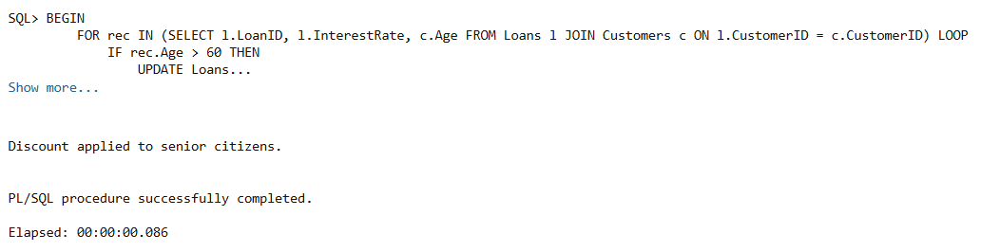 SQL> BEGIN
FOR rec IN (SELECT l.LoanID, l.InterestRate, c.Age FROM Loans l JOIN Customers c ON l.CustomerID = c.CustomerID) LOOP
IF rec.Age > 60 THEN
UPDATE Loans...
Show more...
Discount applied to senior citizens.
PL/SQL procedure successfully completed.
Elapsed: 00:00:00.086